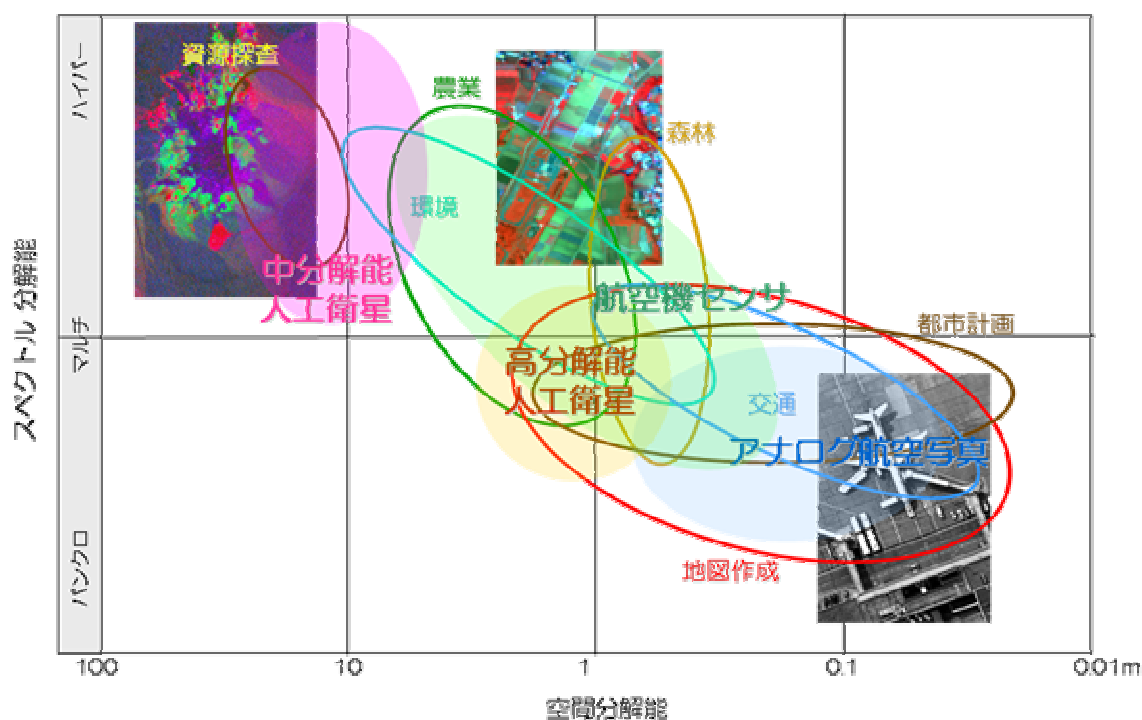 ハイパー
資源探査
農業
森林
環境
中分解能
人工衛星
航空機センサ
スペクトル 分解能
マルチ
都市計画
高分解能
人工衛星
交通
アナログ航空写真
パンクロ
地図作成
100
10
1
0.1
0.01m
空間分解能